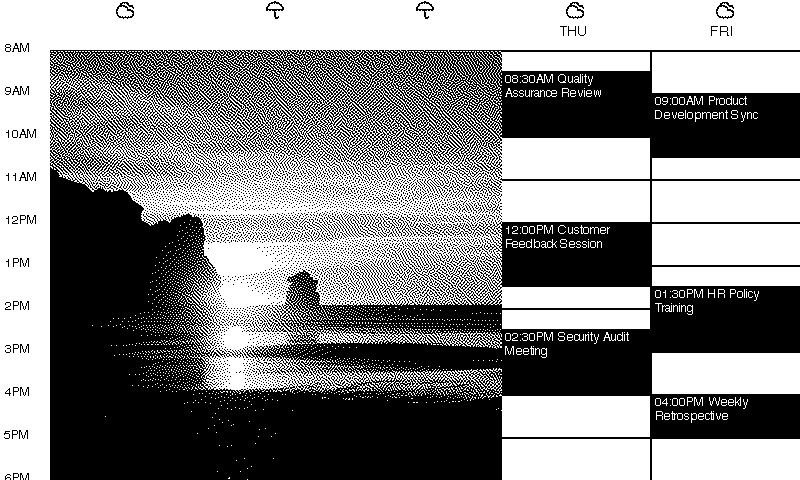 THU
FRI
8AM
9AM
10AM
11AM
12PM
1PM
2PM
3PM
4PM
5PM
6PM
08:30AM Quality
Assurance Review
12:00PM Customer
Feedback Session
02:30PM Security Audit
Meeting
09:00AM Product
Development Sync
01:30PM HR Policy
Training
04:00PM Weekly
Retrospective